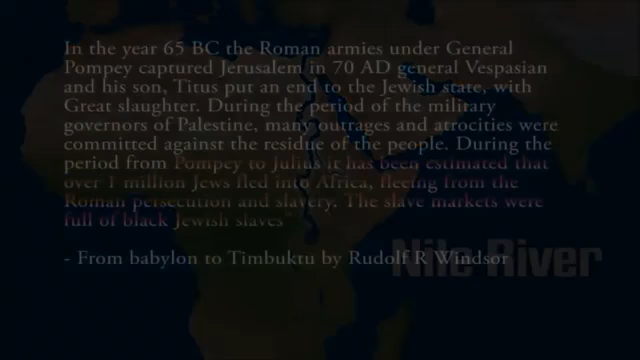 In the year 65 BC the Roman armies under General
Pompey captured Jerusalem in 70 AD general Vespasian
and his son, Titus put an end to the Jewish state, with
Great slaughter. During the period of the military
governors of Palestine, many outrages and atrocities were
committed against the residue of the people. During the
period from Pompey to Julius it has been estimated that
over 1 million Jews fled into Africa, fleeing from the
Roman persecution and slavery. The slave markets were
full of black Jewish slaves"
- From babylon to Timbuktu by Rudolf R Windsor
Nile River